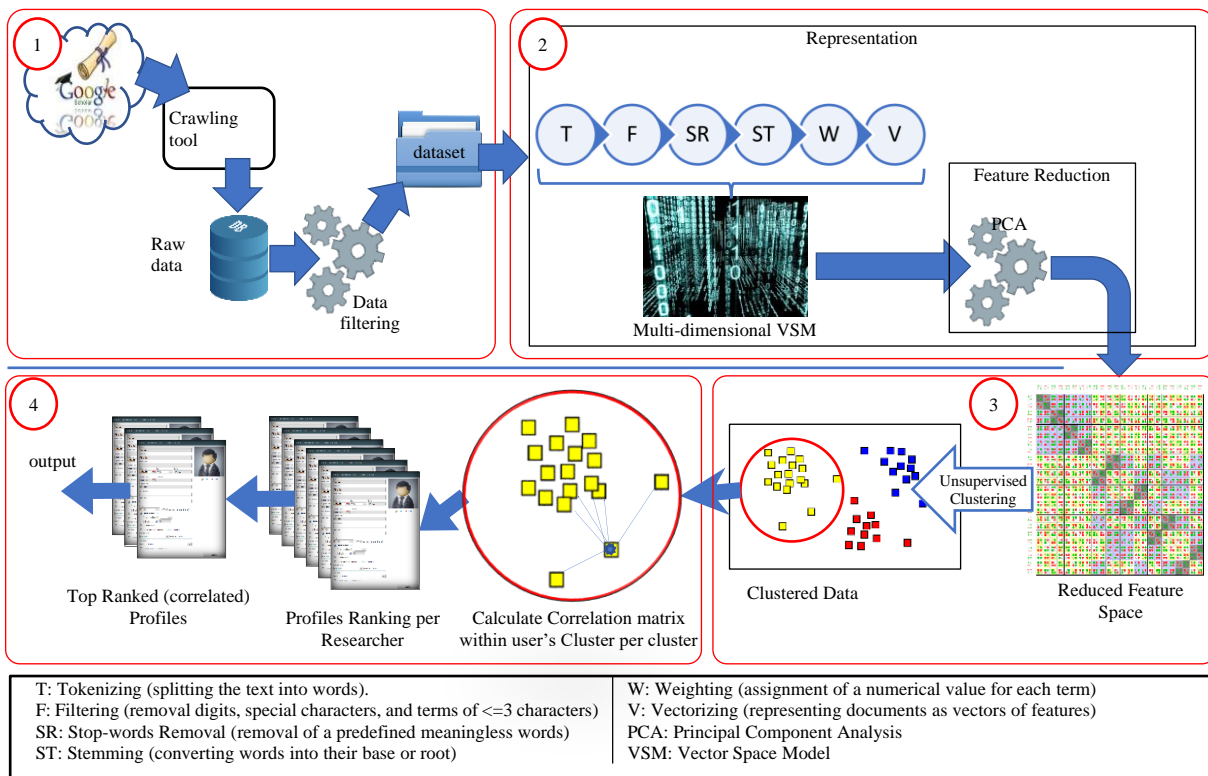 1
Google
Scholar
Crawling
tool
DB
Raw
data
Data
filtering
dataset
2
Representation
T F SR ST W V
Multi-dimensional VSM
Feature Reduction
PCA
3
Reduced Feature
Space
Unsupervised
Clustering
Clustered Data
4
Calculate Correlation matrix
within user's Cluster per cluster
Profiles Ranking per
Researcher
Top Ranked (correlated)
Profiles
output
T: Tokenizing (splitting the text into words).
F: Filtering (removal digits, special characters, and terms of <=3 characters)
SR: Stop-words Removal (removal of a predefined meaningless words)
ST: Stemming (converting words into their base or root)
W: Weighting (assignment of a numerical value for each term)
V: Vectorizing (representing documents as vectors of features)
PCA: Principal Component Analysis
VSM: Vector Space Model